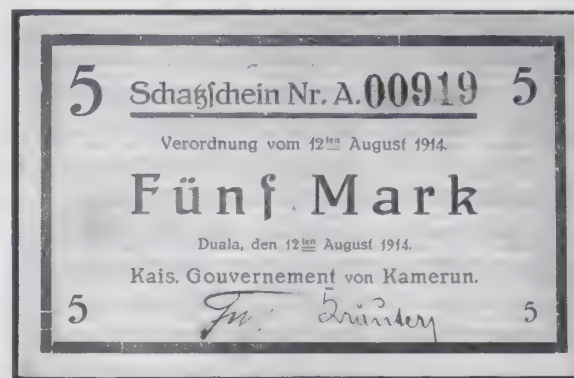 5 Schatzschein Nr. A. 00919 5
Verordnung vom 12ten August 1914.
Fünf Mark
Duala, den 12ten August 1914.
Kais. Gouvernement von Kamerun.
5 5